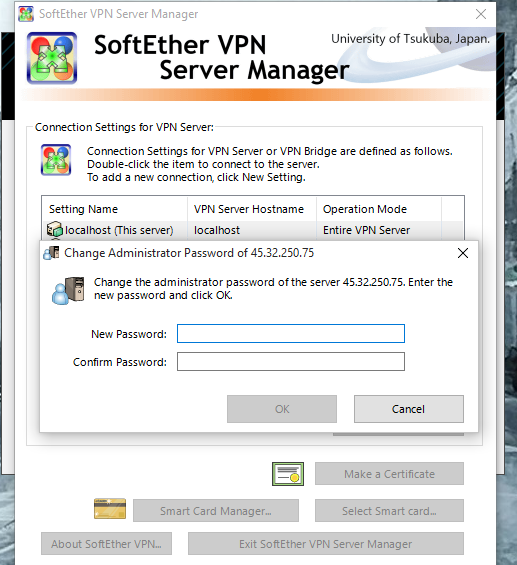 SoftEther VPN Server Manager
SoftEther VPN
Server Manager
University of Tsukuba, Japan.
Connection Settings for VPN Server:
Connection Settings for VPN Server or VPN Bridge are defined as follows.
Double-click the item to connect to the server.
To add a new connection, click New Setting.
Setting Name VPN Server Hostname Operation Mode
localhost (This server) localhost Entire VPN Server
Change Administrator Password of 45.32.250.75
Change the administrator password of the server 45.32.250.75. Enter the
new password and click OK.
New Password:
Confirm Password:
OK Cancel
Make a Certificate
Smart Card Manager... Select Smart card...
About SoftEther VPN... Exit SoftEther VPN Server Manager